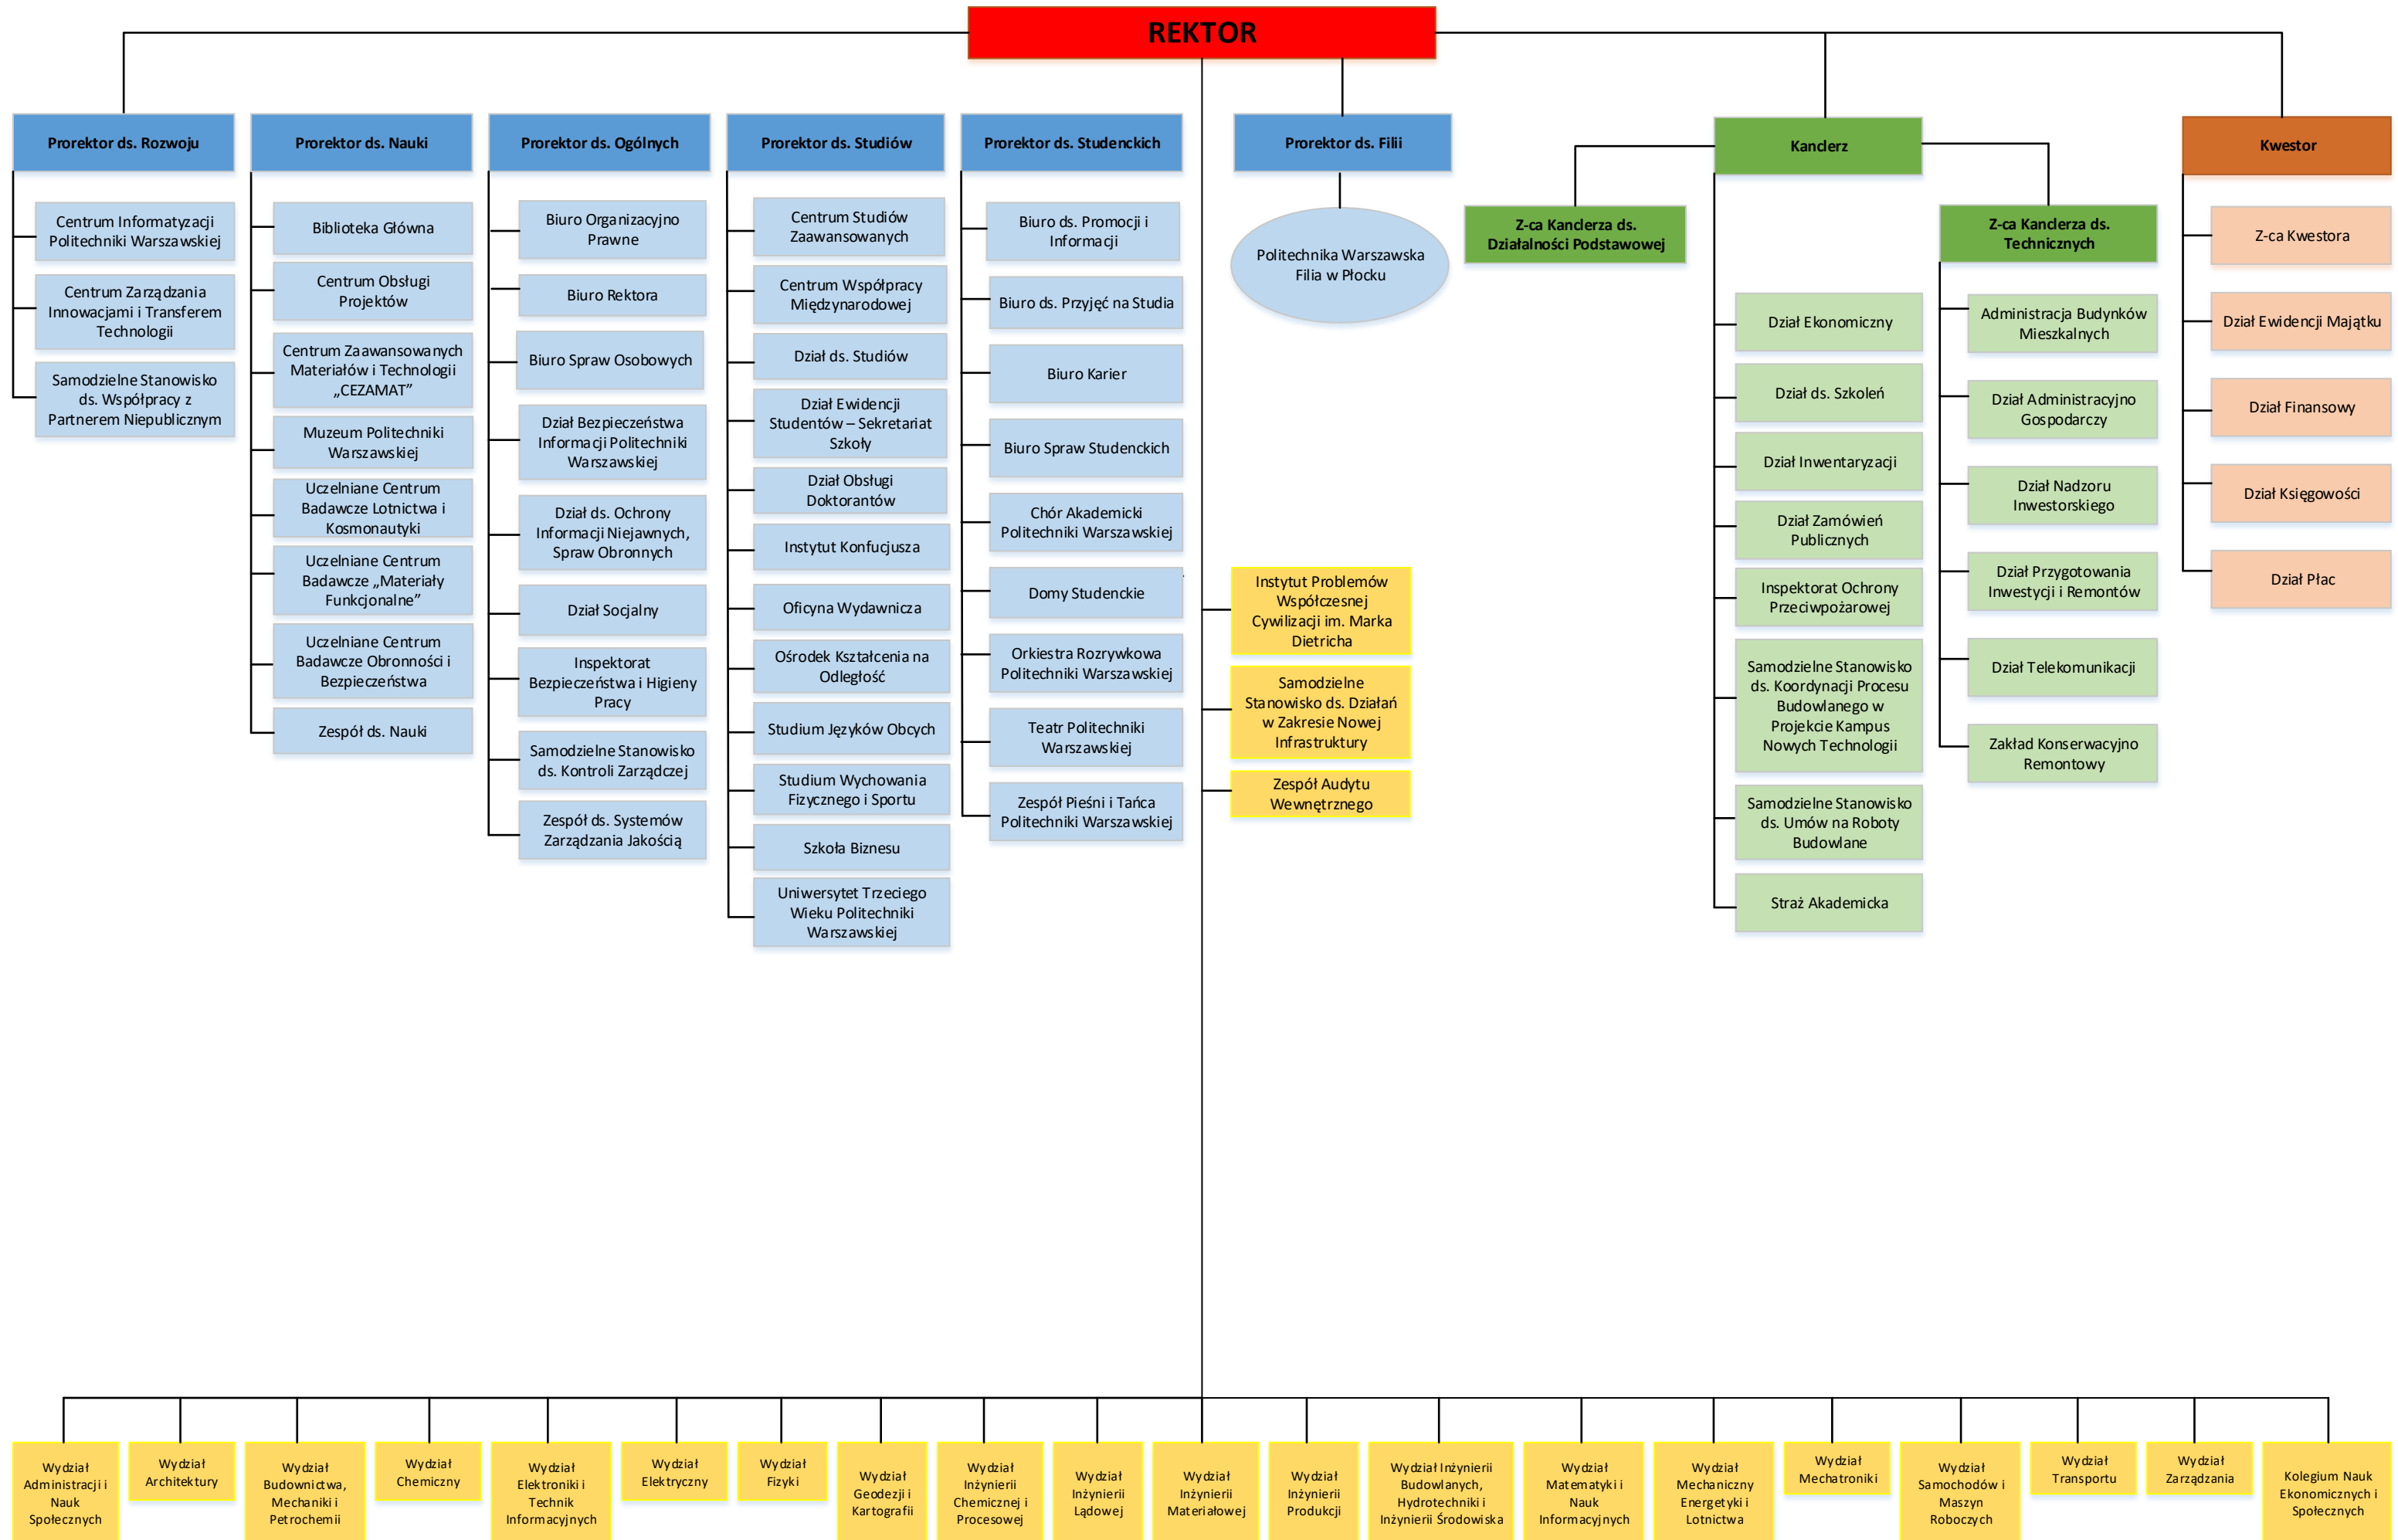 REKTOR
Prorektor ds. Rozwoju
Centrum Informatyzacji
Politechniki Warszawskiej
Centrum Zarządzania
Innowacjami i Transferem
Technologii
Samodzielne Stanowisko
ds. Współpracy z
Partnerem Niepublicznym
Prorektor ds. Nauki
Biblioteka Główna
Centrum Obsługi
Projektów
Centrum Zaawansowanych
Materiałów i Technologii
„CEZAMAT”
Muzeum Politechniki
Warszawskiej
Uczelniane Centrum
Badawcze Lotnictwa i
Kosmonautyki
Uczelniane Centrum
Badawcze „Materiały
Funkcjonalne”
Uczelniane Centrum
Badawcze Obronności i
Bezpieczeństwa
Zespół ds. Nauki
Prorektor ds. Ogólnych
Biuro Organizacyjno
Prawne
Biuro Rektora
Biuro Spraw Osobowych
Dział Bezpieczeństwa
Informacji Politechniki
Warszawskiej
Dział ds. Ochrony
Informacji Niejawnych,
Spraw Obronnych
Dział Socjalny
Inspektorat
Bezpieczeństwa i Higieny
Pracy
Samodzielne Stanowisko
ds. Kontroli Zarządczej
Zespół ds. Systemów
Zarządzania Jakością
Prorektor ds. Studiów
Centrum Studiów
Zaawansowanych
Centrum Współpracy
Międzynarodowej
Dział ds. Studiów
Dział Ewidencji
Studentów – Sekretariat
Szkoły
Dział Obsługi
Doktorantów
Instytut Konfucjusza
Oficyna Wydawnicza
Ośrodek Kształcenia na
Odległość
Studium Języków Obcych
Studium Wychowania
Fizycznego i Sportu
Szkoła Biznesu
Uniwersytet Trzeciego
Wieku Politechniki
Warszawskiej
Prorektor ds. Studenckich
Biuro ds. Promocji i
Informacji
Biuro ds. Przyjęć na Studia
Biuro Karier
Biuro Spraw Studenckich
Chór Akademicki
Politechniki Warszawskiej
Domy Studenckie
Orkiestra Rozrywkowa
Politechniki Warszawskiej
Teatr Politechniki
Warszawskiej
Zespół Pieśni i Tańca
Politechniki Warszawskiej
Prorektor ds. Filii
Politechnika Warszawska
Filia w Płocku
Instytut Problemów
Współczesnej
Cywilizacji im. Marka
Dietricha
Samodzielne
Stanowisko ds. Działań
w Zakresie Nowej
Infrastruktury
Zespół Audytu
Wewnętrznego
Kanclerz
Z-ca Kanclerza ds.
Działalności Podstawowej
Dział Ekonomiczny
Dział ds. Szkoleń
Dział Inwentaryzacji
Dział Zamówień
Publicznych
Inspektorat Ochrony
Przeciwpożarowej
Samodzielne Stanowisko
ds. Koordynacji Procesu
Budowlanego w
Projekcie Kampus
Nowych Technologii
Samodzielne Stanowisko
ds. Umów na Roboty
Budowlane
Straż Akademicka
Z-ca Kanclerza ds.
Technicznych
Administracja Budynków
Mieszkalnych
Dział Administracyjno
Gospodarczy
Dział Nadzoru
Inwestorskiego
Dział Przygotowania
Inwestycji i Remontów
Dział Telekomunikacji
Zakład Konserwacyjno
Remontowy
Kwestor
Z-ca Kwestora
Dział Ewidencji Majątku
Dział Finansowy
Dział Księgowości
Dział Płac
Wydział
Administracji i
Nauk
Społecznych
Wydział
Architektury
Wydział
Budownictwa,
Mechaniki i
Petrochemii
Wydział
Chemiczny
Wydział
Elektroniki i
Technik
Informacyjnych
Wydział
Elektryczny
Wydział
Fizyki
Wydział
Geodezji i
Kartografii
Wydział
Inżynierii
Chemicznej i
Procesowej
Wydział
Inżynierii
Lądowej
Wydział
Inżynierii
Materiałowej
Wydział
Inżynierii
Produkcji
Wydział Inżynierii
Budowlanych,
Hydrotechniki i
Inżynierii Środowiska
Wydział
Matematyki i
Nauk
Informacyjnych
Wydział
Mechaniczny
Energetyki i
Lotnictwa
Wydział
Mechatroniki
Wydział
Samochodów i
Maszyn
Roboczych
Wydział
Transportu
Wydział
Zarządzania
Kolegium Nauk
Ekonomicznych i
Społecznych